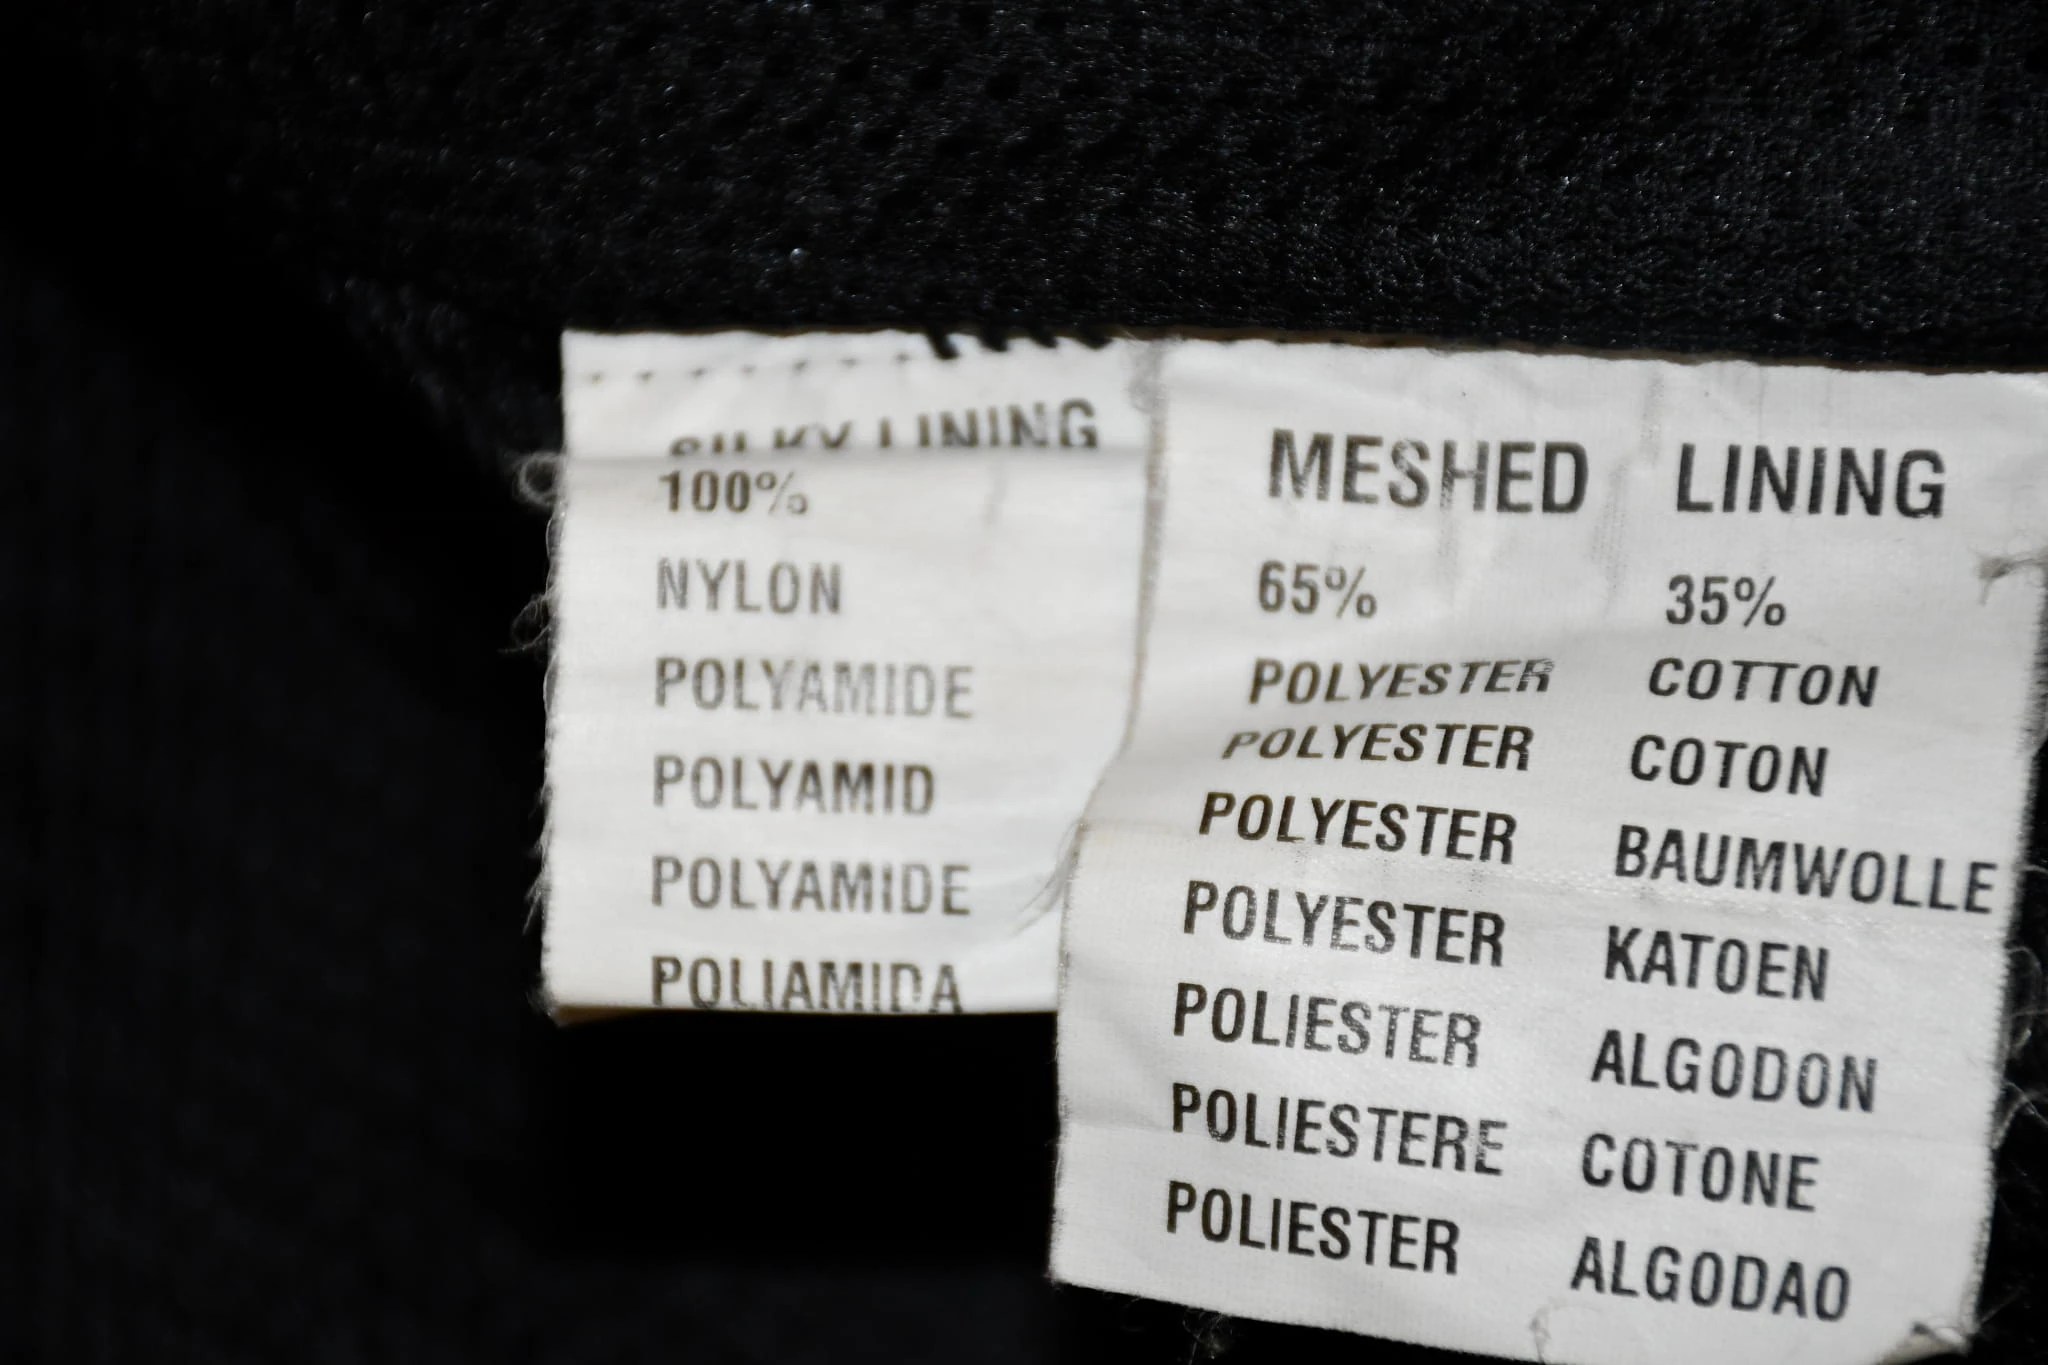 SILKY LINING
100%
NYLON
POLYAMIDE
POLYAMID
POLYAMIDE
POLIAMIDA
MESHED LINING
65% 35%
POLYESTER COTTON
POLYESTER COTON
POLYESTER BAUMWOLLE
POLYESTER KATOEN
POLIESTER ALGODON
POLIESTERE COTONE
POLIESTER ALGODAO